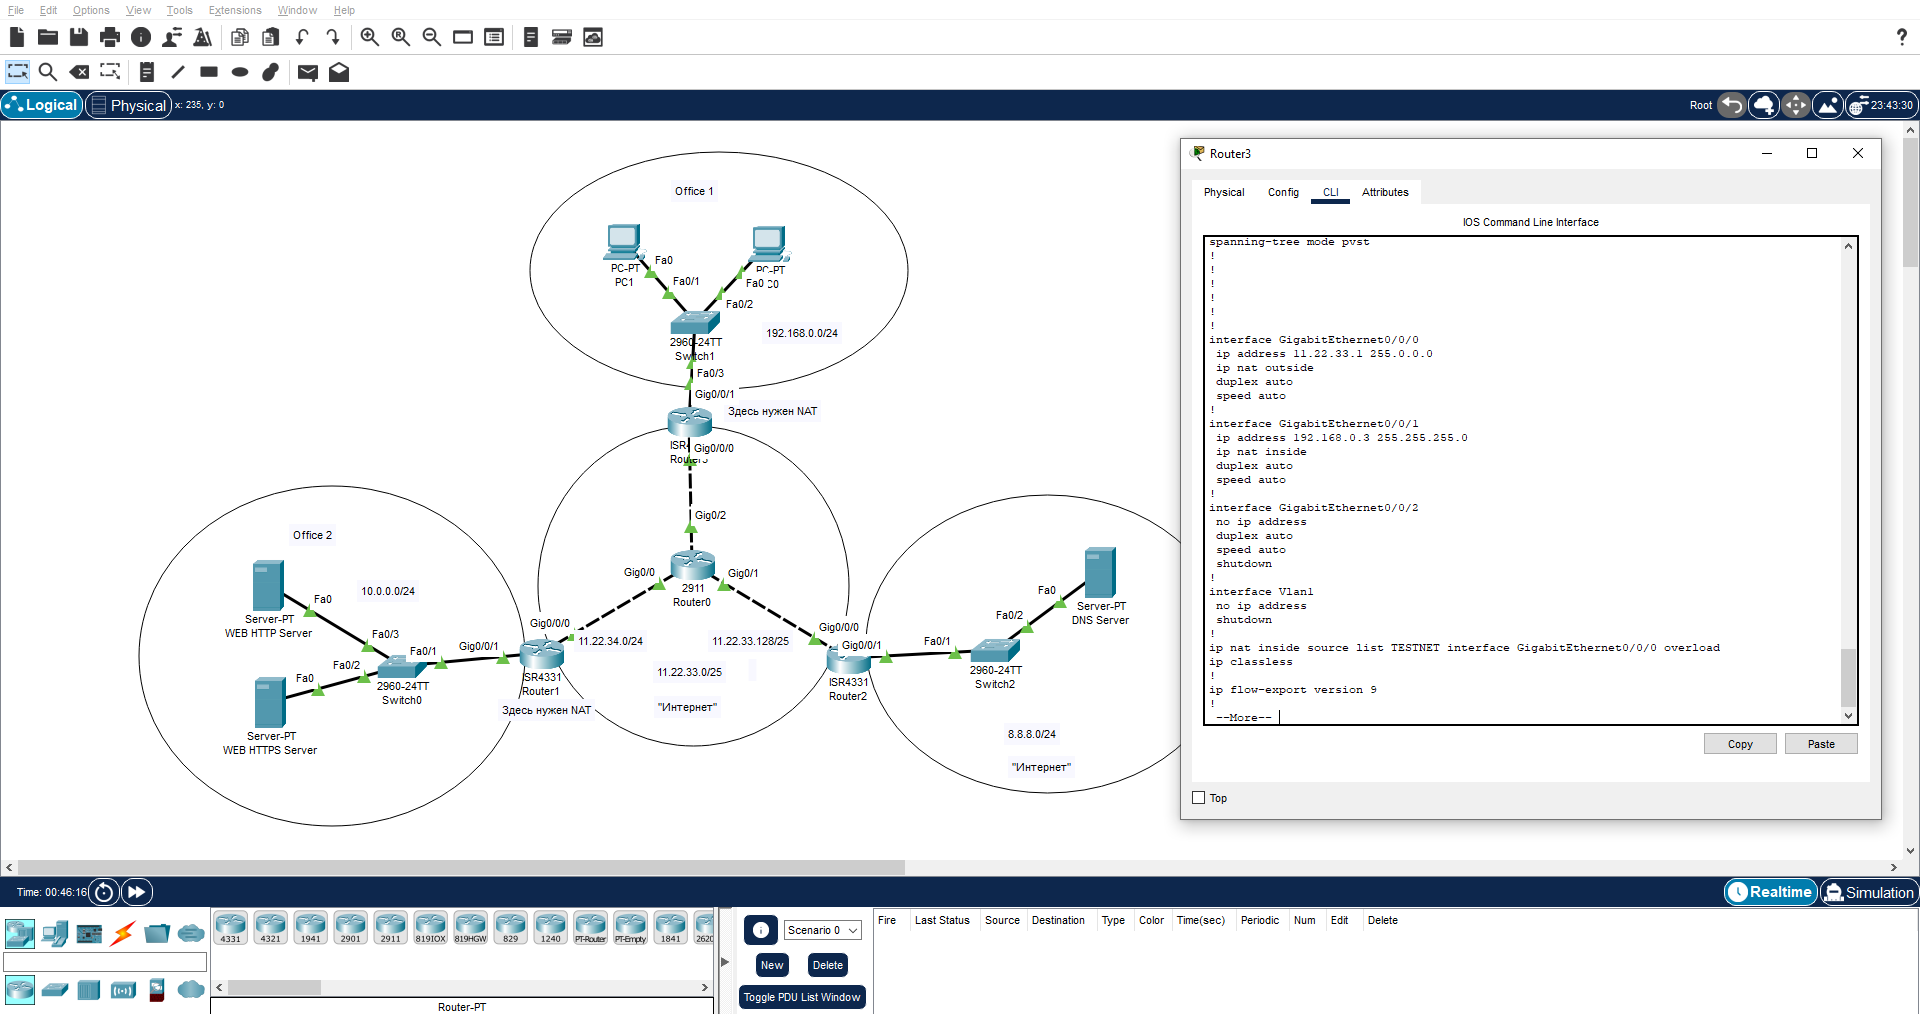 File Edit Options View Tools Extensions Window Help
?
Logical Physical x: 235, y: 0 Root 23:43:30
Office 1
PC-PT
PC1
Fa0
Fa0/1
PC-PT
Fa0 C0
Fa0/2
2960-24TT
Switch1
192.168.0.0/24
Fa0/3
Gig0/0/1
Здесь нужен NAT
Gig0/0/0
Router3
Gig0/2
Gig0/0
Gig0/1
2911
Router0
Office 2
10.0.0.0/24
Fa0
Server-PT
WEB HTTP Server
Fa0/3
Fa0/1
Gig0/0/1
Gig0/0/0
Fa0/2
Fa0
2960-24TT
Switch0
Server-PT
WEB HTTPS Server
SR4331
Router1
Здесь нужен NAT
11.22.34.0/24
11.22.33.128/25
11.22.33.0/25
"Интернет"
Gig0/0/0
Gig0/0/1
ISR4331
Router2
Fa0/1
Fa0/2
Fa0
2960-24TT
Switch2
Server-PT
DNS Server
8.8.8.0/24
"Интернет"
Router3
Physical Config CLI Attributes
IOS Command Line Interface
spanning-tree mode pvst
!
!
!
!
!
!
interface GigabitEthernet0/0/0
ip address 11.22.33.1 255.0.0.0
ip nat outside
duplex auto
speed auto
!
interface GigabitEthernet0/0/1
ip address 192.168.0.3 255.255.255.0
ip nat inside
duplex auto
speed auto
!
interface GigabitEthernet0/0/2
no ip address
duplex auto
speed auto
shutdown
!
interface Vlan1
no ip address
shutdown
!
ip nat inside source list TESTNET interface GigabitEthernet0/0/0 overload
ip classless
!
ip flow-export version 9
!
--More--
Copy Paste
Top
Time: 00:46:16 Realtime Simulation
4331 4321 1941 2901 2911 819IOX 819HGW 829 1240 PT-Router PT-Empty 1841 2620
Router-PT
Scenario 0
New Delete
Toggle PDU List Window
Fire Last Status Source Destination Type Color Time(sec) Periodic Num Edit Delete